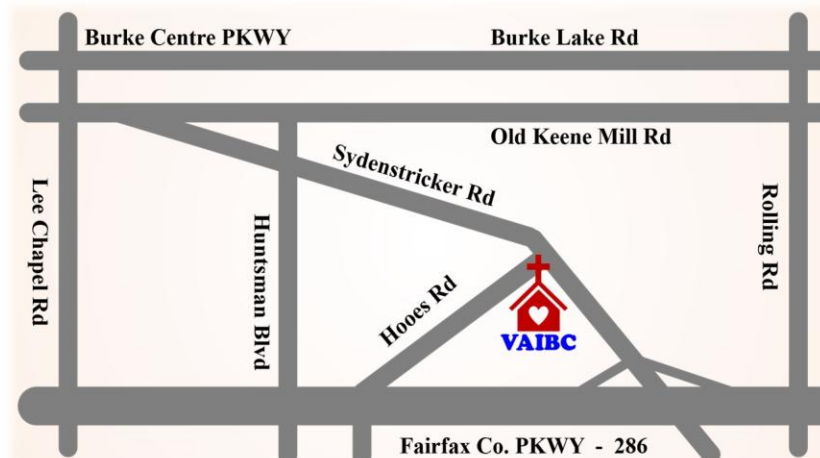 Burke Centre PKWY
Burke Lake Rd
Old Keene Mill Rd
Sydenstricker Rd
Lee Chapel Rd
Huntsman Blvd
Rolling Rd
Hooes Rd
VAIBC
Fairfax Co. PKWY - 286